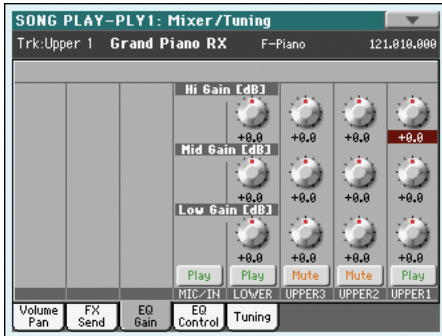 SONG PLAY-PLY1: Mixer/Tuning
Trk:Upper 1 Grand Piano RX F-Piano 121.010.000
Hi Gain [dB]
+0.0 +0.0 +0.0 +0.0
Mid Gain [dB]
+0.0 +0.0 +0.0 +0.0
Low Gain [dB]
+0.0 +0.0 +0.0 +0.0
Play Play Mute Mute Play
MIC/IN LOWER UPPER3 UPPER2 UPPER1
Volume Pan FX Send EQ Gain EQ Control Tuning